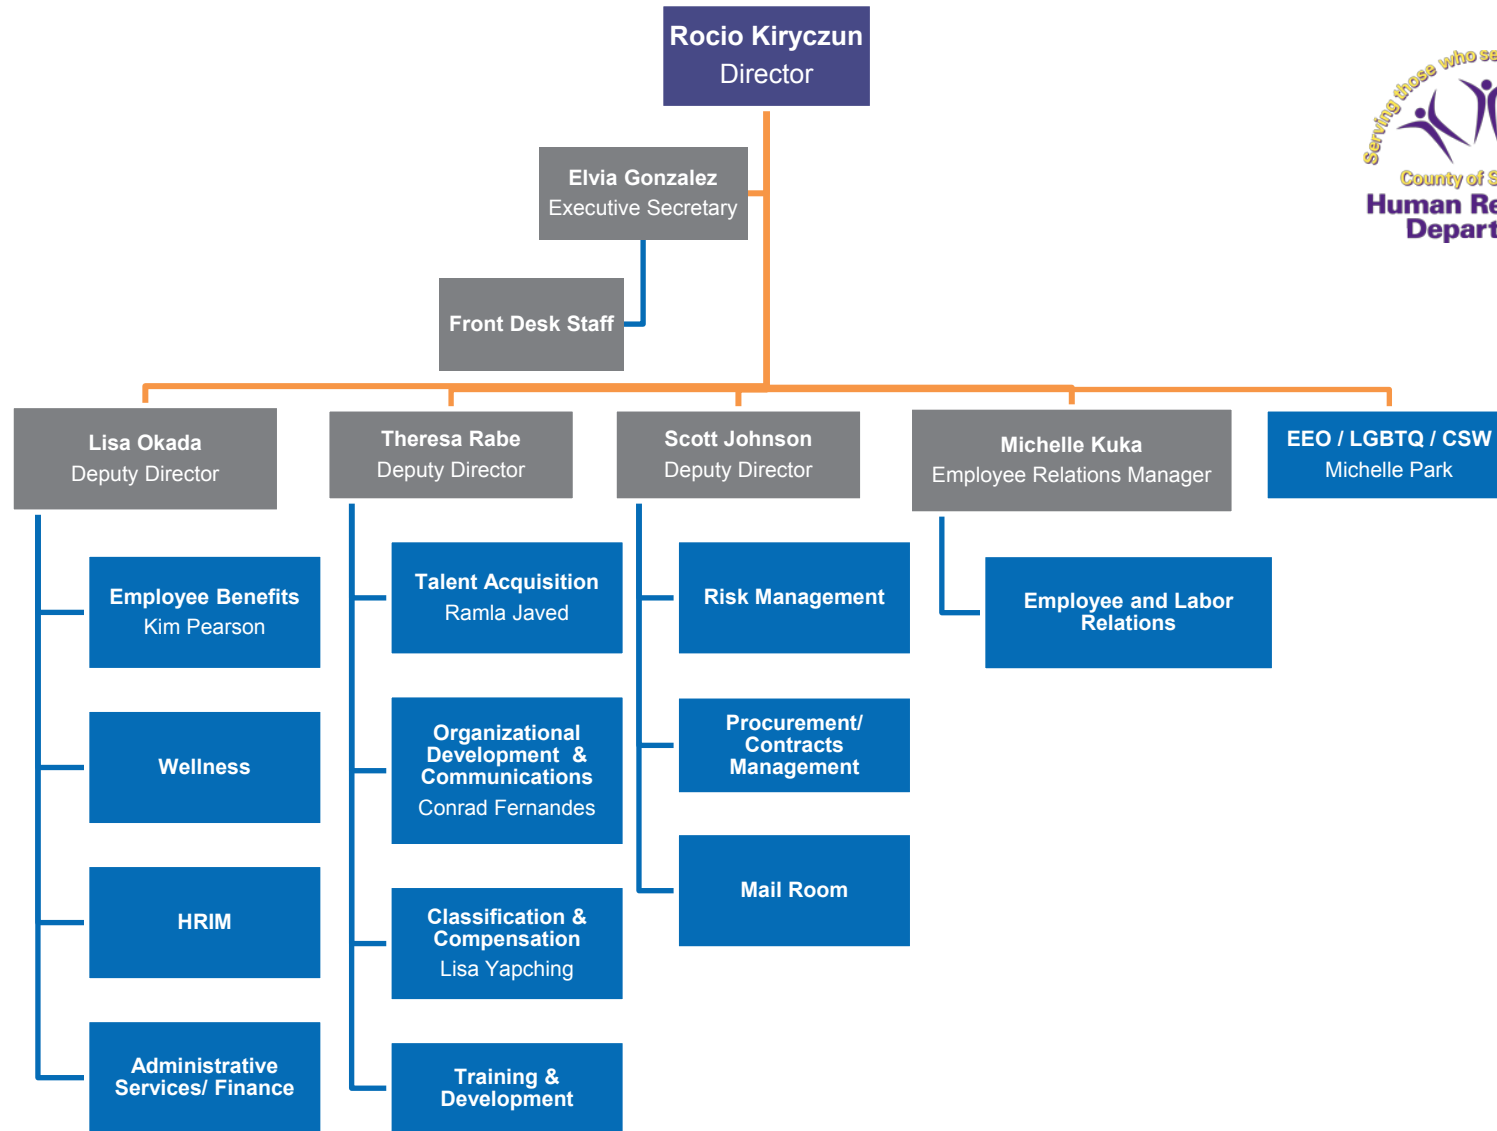 Rocio Kiryczun
Director
Serving those who
County of
Human
Elvia Gonzalez
Executive Secretary
Front Desk Staff
Lisa Okada
Deputy Director
Theresa Rabe
Deputy Director
Scott Johnson
Deputy Director
Michelle Kuka
Employee Relations Manager
EEO / LGBTQ / CSW
Michelle Park
Employee Benefits
Kim Pearson
Wellness
HRIM
Administrative
Services/ Finance
Talent Acquisition
Ramla Javed
Organizational
Development &
Communications
Conrad Fernandes
Classification &
Compensation
Lisa Yapching
Training &
Development
Risk Management
Procurement/
Contracts
Management
Mail Room
Employee and Labor
Relations